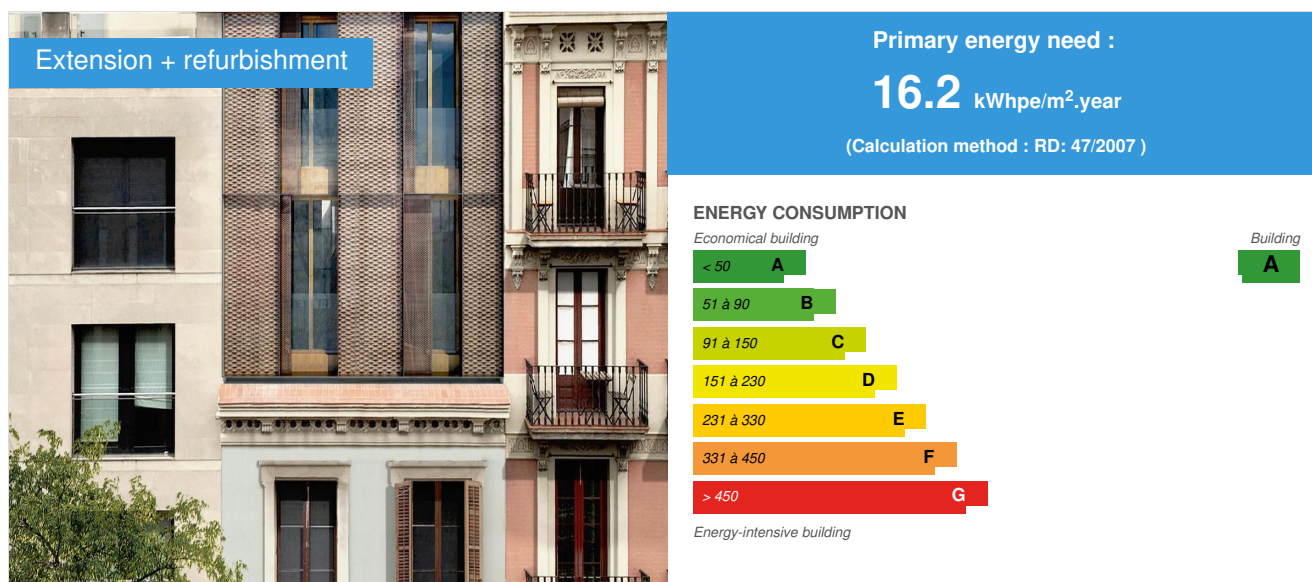 Extension + refurbishment
Primary energy need :
16.2 kWhpe/m².year
(Calculation method : RD: 47/2007 )
ENERGY CONSUMPTION
Economical building
Building
< 50 A
A
51 à 90 B
91 à 150 C
151 à 230 D
231 à 330 E
331 à 450 F
> 450 G
Energy-intensive building